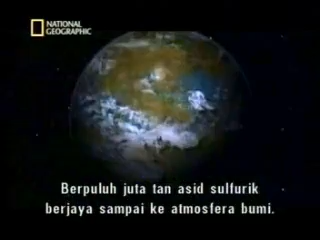 NATIONAL
GEOGRAPHIC
Berpuluh juta tan asid sulfurik
berjaya sampai ke atmosfera bumi.